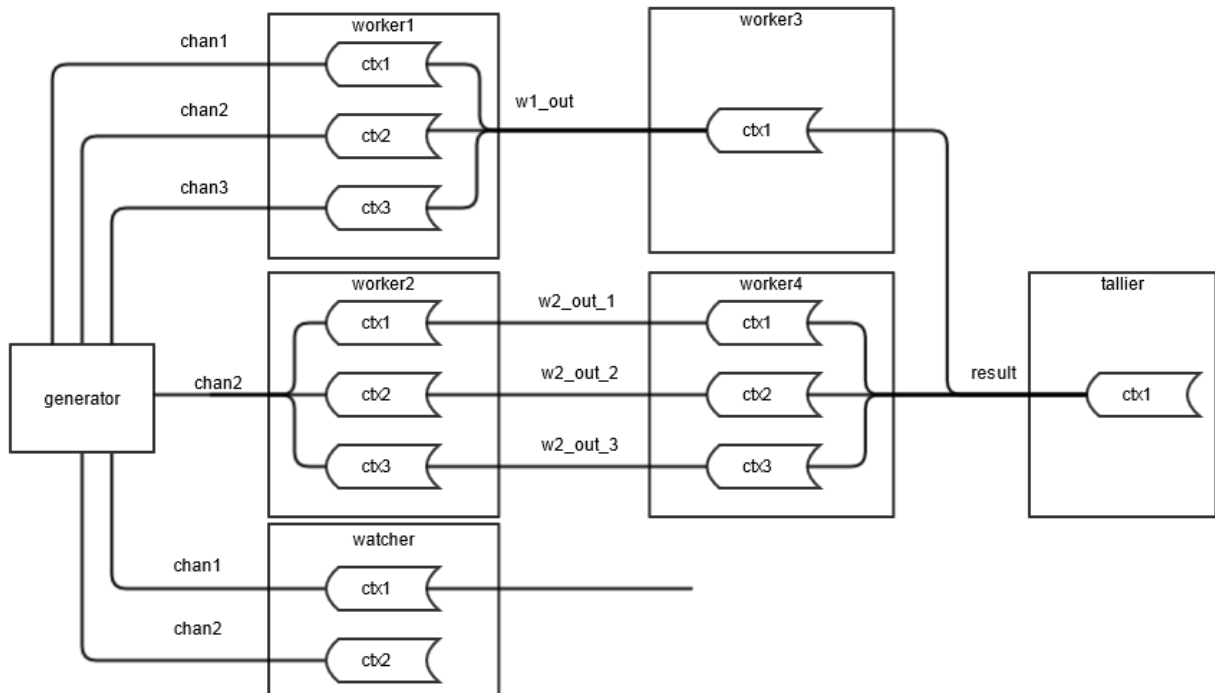 worker1
worker3
chan1
ctx1
w1_out
chan2
ctx2
ctx1
chan3
ctx3
worker2
worker4
tallier
ctx1
w2_out_1
ctx1
generator
chan2
ctx2
w2_out_2
ctx2
result
ctx1
ctx3
w2_out_3
ctx3
watcher
chan1
ctx1
chan2
ctx2